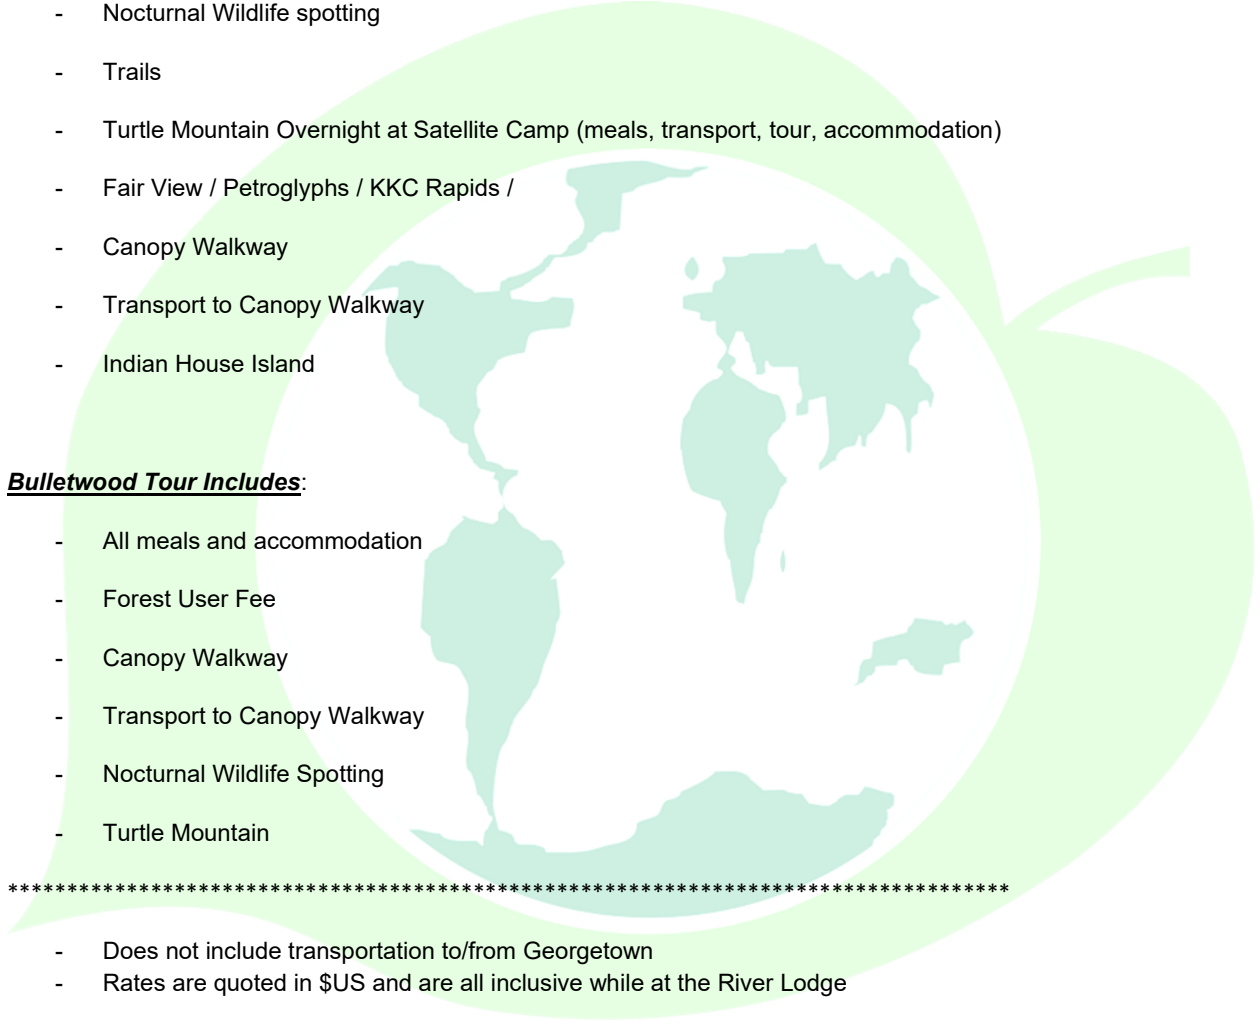 - Nocturnal Wildlife spotting
- Trails
- Turtle Mountain Overnight at Satellite Camp (meals, transport, tour, accommodation)
- Fair View / Petroglyphs / KKC Rapids /
- Canopy Walkway
- Transport to Canopy Walkway
- Indian House Island
Bulletwood Tour Includes:
- All meals and accommodation
- Forest User Fee
- Canopy Walkway
- Transport to Canopy Walkway
- Nocturnal Wildlife Spotting
- Turtle Mountain
***********************************************************************************
- Does not include transportation to/from Georgetown
- Rates are quoted in $US and are all inclusive while at the River Lodge